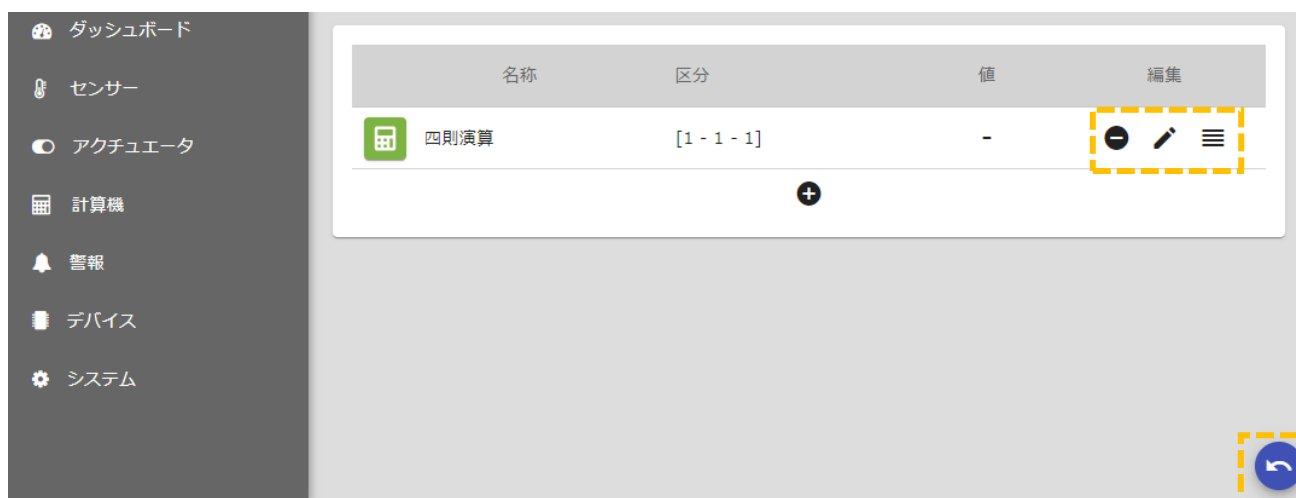 ダッシュボード
センサー
アクチュエータ
計算機
警報
デバイス
システム
名称 区分 値 編集
四則演算 [1 - 1 - 1] -